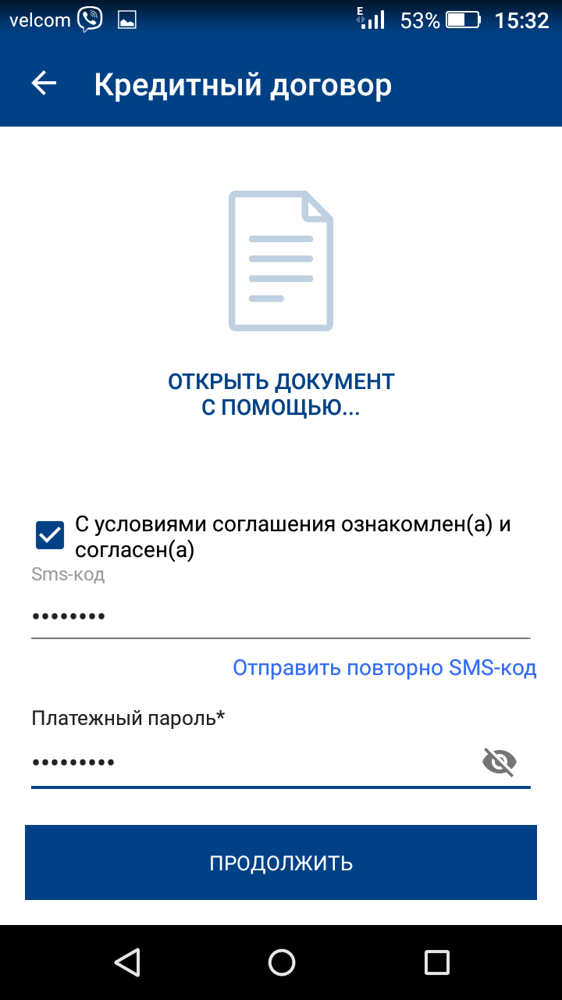 velcom E 53% 15:32
Кредитный договор
ОТКРЫТЬ ДОКУМЕНТ
С ПОМОЩЬЮ...
С условиями соглашения ознакомлен(а) и
согласен(а)
Sms-код
••••••••
Отправить повторно SMS-код
Платежный пароль*
•••••••••
ПРОДОЛЖИТЬ